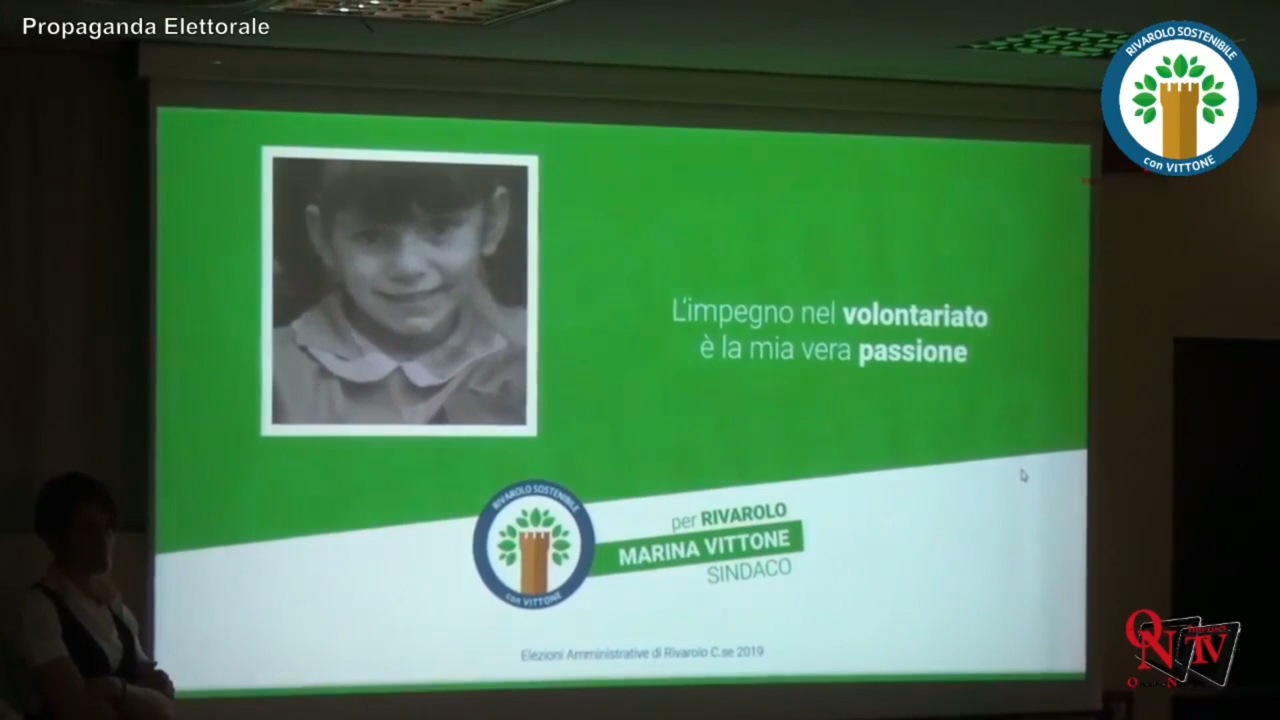 Propaganda Elettorale
RIVAROLO SOSTENIBILE
con VITTONE
L'impegno nel volontariato
è la mia vera passione
RIVAROLO SOSTENIBILE
con VITTONE
per RIVAROLO
MARINA VITTONE
SINDACO
Elezioni Amministrative di Rivarolo C.se 2019
QN TV